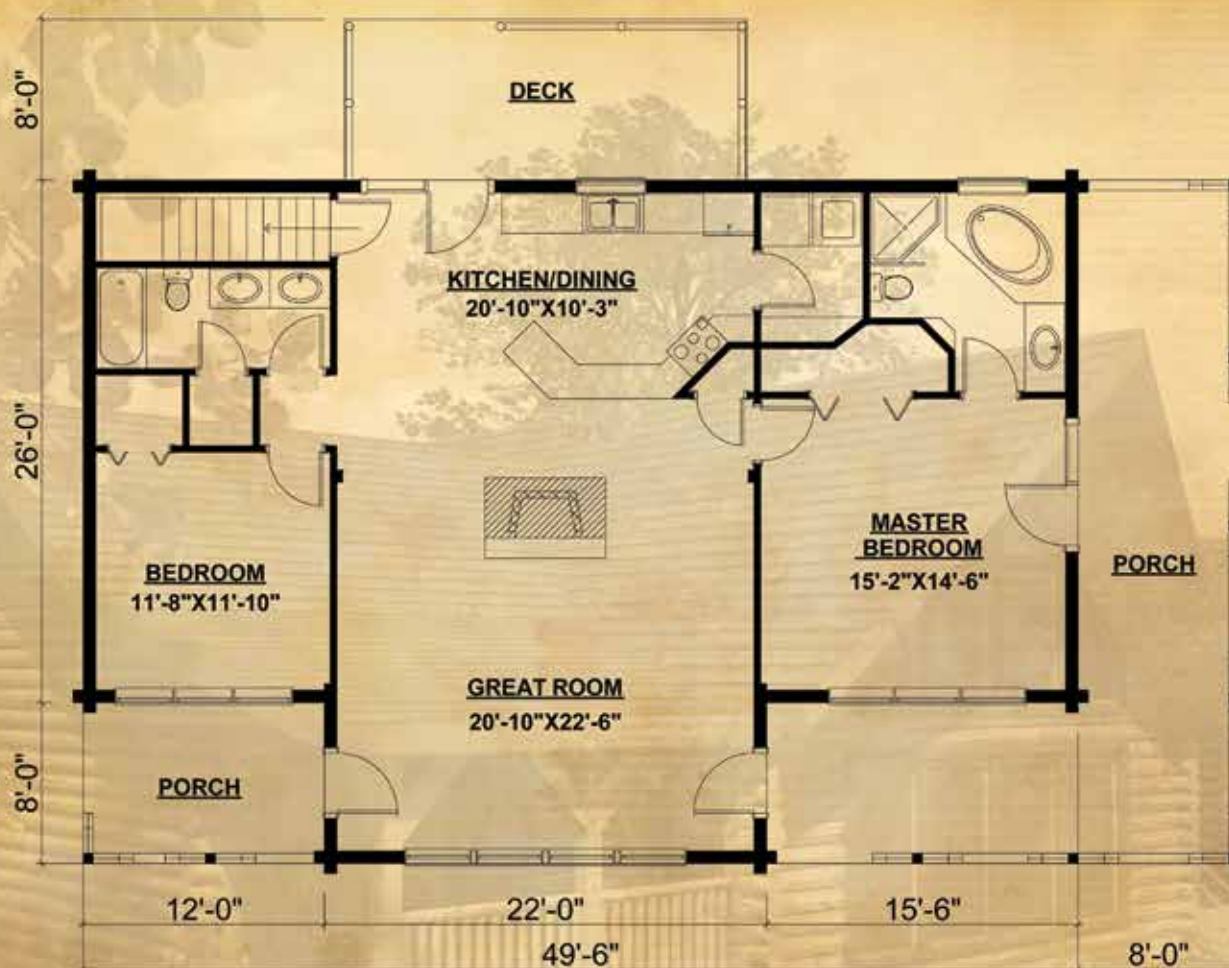 8'-0"
DECK
KITCHEN/DINING
20'-10"X10'-3"
26'-0"
MASTER
BEDROOM
15'-2"X14'-6"
PORCH
BEDROOM
11'-8"X11'-10"
GREAT ROOM
20'-10"X22'-6"
PORCH
8'-0"
12'-0"
22'-0"
15'-6"
49'-6"
8'-0"